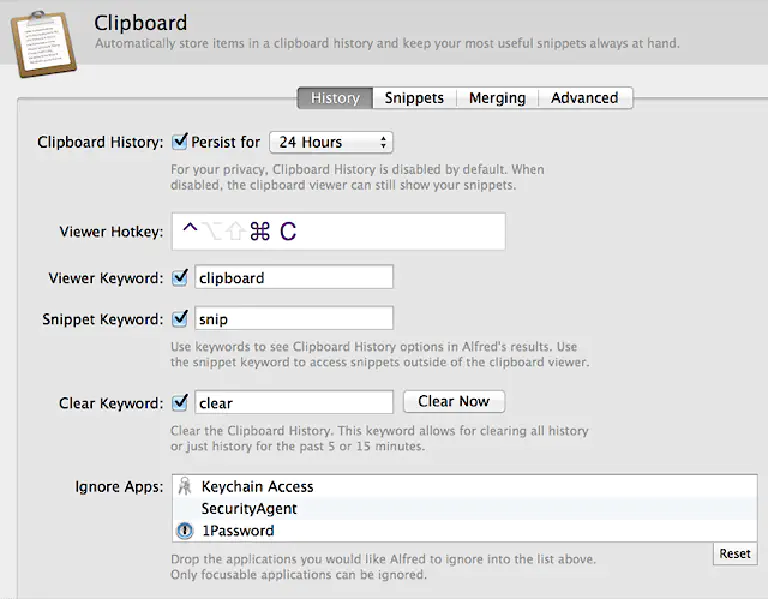 Clipboard
Automatically store items in a clipboard history and keep your most useful snippets always at hand.
History Snippets Merging Advanced
Clipboard History: Persist for 24 Hours
For your privacy, Clipboard History is disabled by default. When
disabled, the clipboard viewer can still show your snippets.
Viewer Hotkey: ^⌥⇧⌘ C
Viewer Keyword: clipboard
Snippet Keyword: snip
Use keywords to see Clipboard History options in Alfred's results. Use
the snippet keyword to access snippets outside of the clipboard viewer.
Clear Keyword: clear Clear Now
Clear the Clipboard History. This keyword allows for clearing all history
or just history for the past 5 or 15 minutes.
Ignore Apps: Keychain Access
SecurityAgent
1Password
Reset
Drop the applications you would like Alfred to ignore into the list above.
Only focusable applications can be ignored.